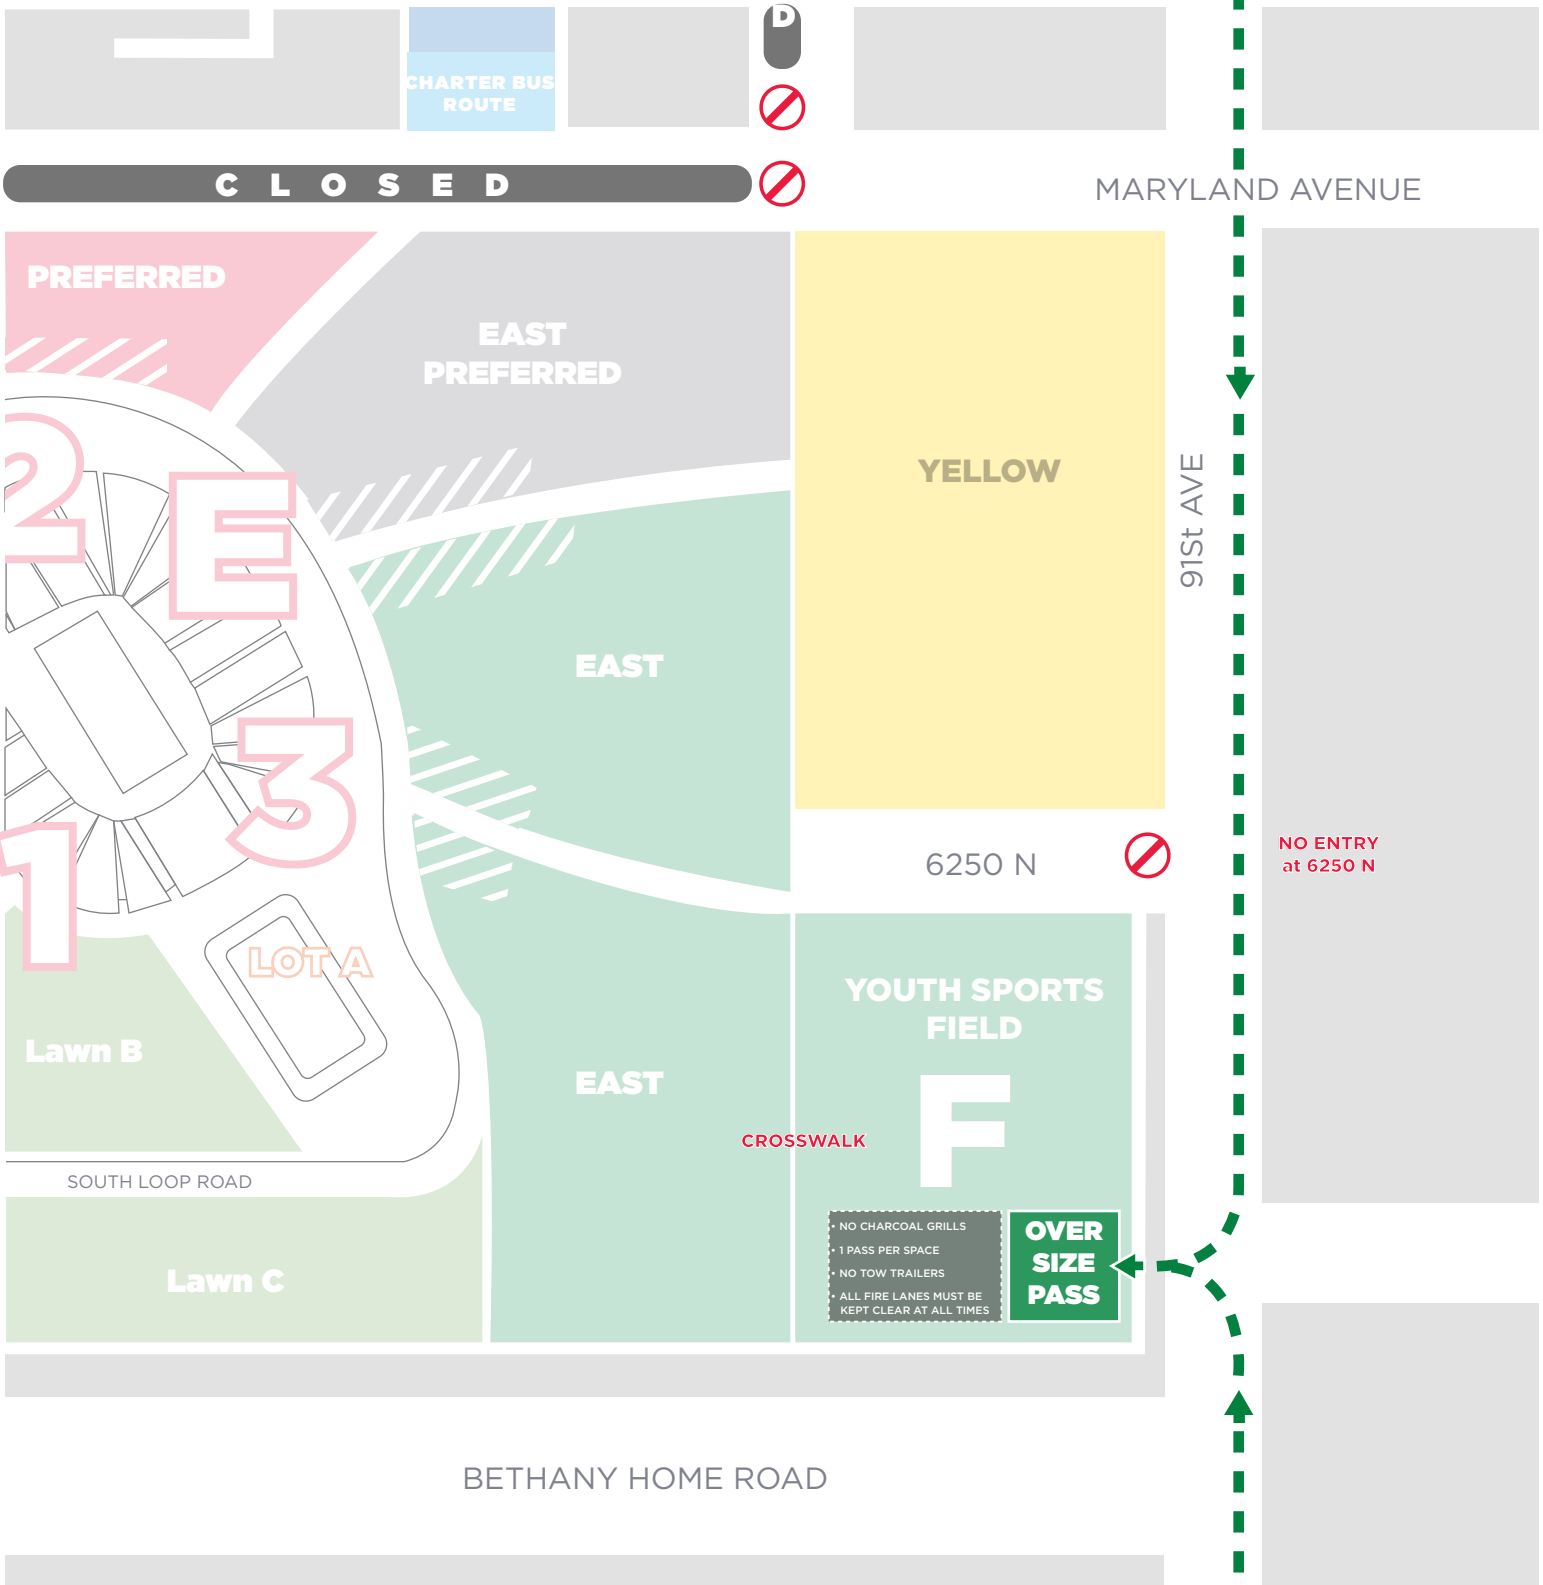 D
CHARTER BUS
ROUTE
CLOSED
MARYLAND AVENUE
PREFERRED
EAST
PREFERRED
YELLOW
91St AVE
2
E
EAST
3
1
6250 N
NO ENTRY
at 6250 N
LOT A
YOUTH SPORTS
FIELD
Lawn B
EAST
F
CROSSWALK
SOUTH LOOP ROAD
• NO CHARCOAL GRILLS
• 1 PASS PER SPACE
• NO TOW TRAILERS
• ALL FIRE LANES MUST BE
KEPT CLEAR AT ALL TIMES
OVER
SIZE
PASS
Lawn C
BETHANY HOME ROAD